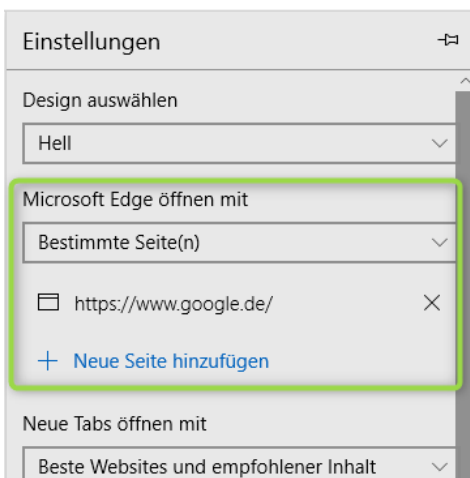 Einstellungen
Design auswählen
Hell
Microsoft Edge öffnen mit
Bestimmte Seite(n)
https://www.google.de/
Neue Seite hinzufügen
Neue Tabs öffnen mit
Beste Websites und empfohlener Inhalt